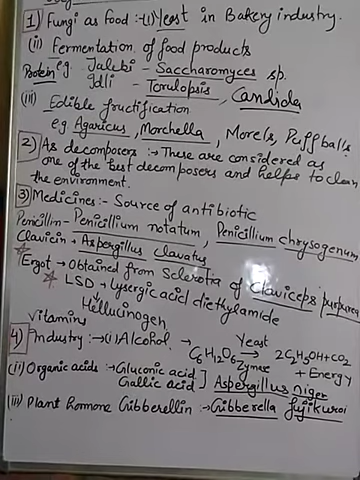 1) Fungi as food :- (i) Yeast in Bakery industry.
(ii) Fermentation of food products
Protein eg. Jalebi - Saccharomyces sp.
Idli - Torulopsis, Candida
(iii) Edible fructification
e.g Agaricus, Morchella, Morels, Puffballs
2) As decomposers :→ These are considered as
one of the best decomposers and helps to clean
the environment.
3) Medicines :- Source of antibiotic
Penicillin - Penicillium notatum, Penicillium chrysogenum
Clavicin → Aspergillus clavatus
Ergot → Obtained from Sclerotia of Claviceps purpurea
LSD → Lysergic acid diethylamide
Hellucinogen
vitamins
4) Industry :→ (i) Alcohol → C6H12O6 Yeast → Zymase 2C2H5OH + CO2
+ Energy
(ii) Organic acids :- Gluconic acid
Gallic acid ] Aspergillus niger
(iii) Plant Hormone Gibberellin :→ Gibberella fujikuroi